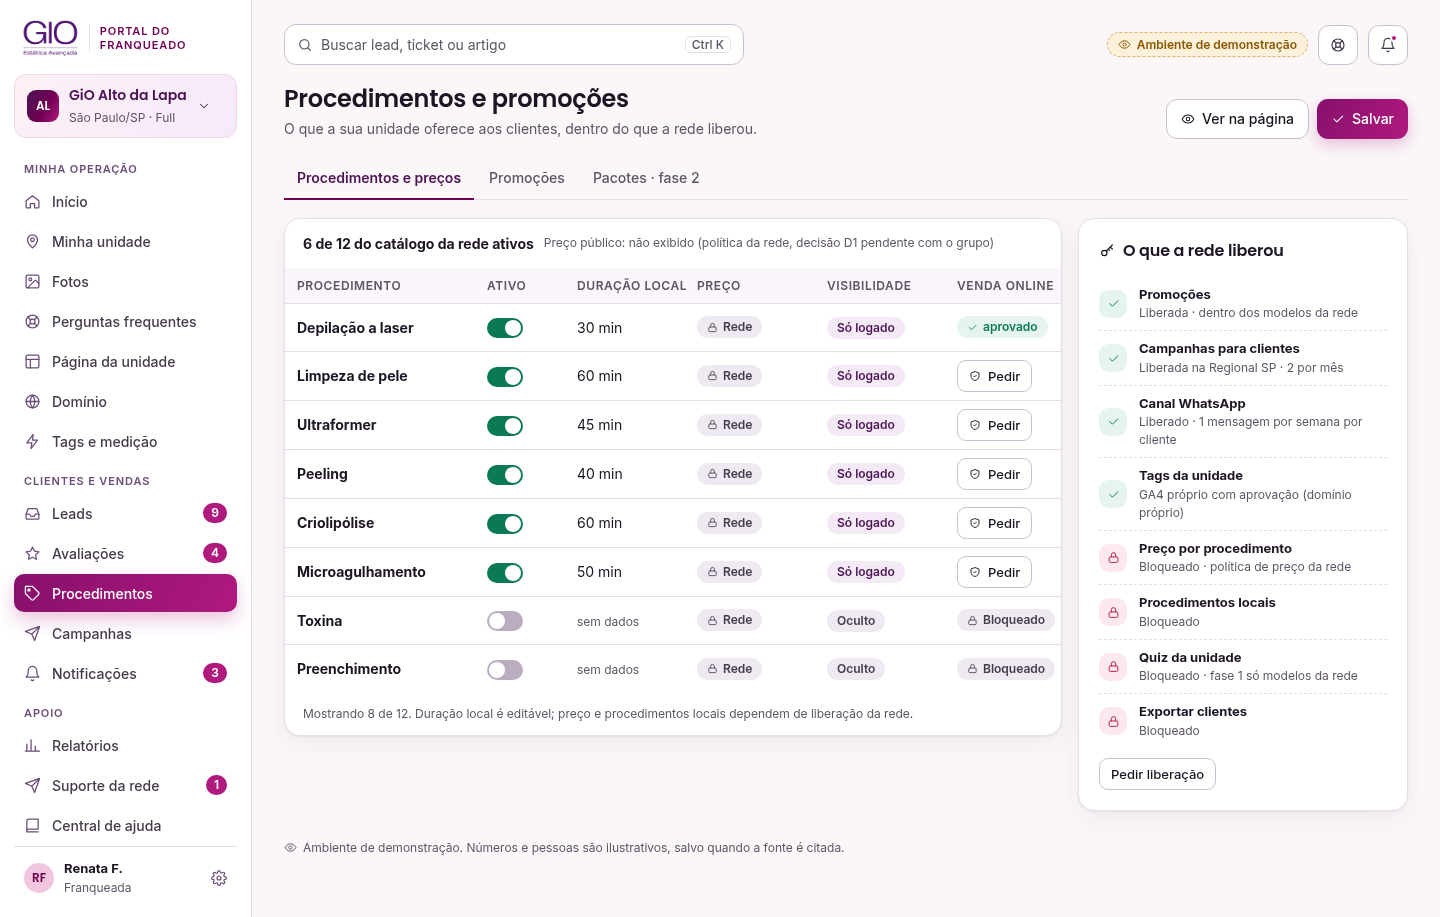 GIO
Estética Avançada
PORTAL DO
FRANQUEADO
AL
GiO Alto da Lapa
São Paulo/SP · Full
MINHA OPERAÇÃO
Início
Minha unidade
Fotos
Perguntas frequentes
Página da unidade
Domínio
Tags e medição
CLIENTES E VENDAS
Leads 9
Avaliações 4
Procedimentos
Campanhas
Notificações 3
APOIO
Relatórios
Suporte da rede 1
Central de ajuda
RF
Renata F.
Franqueada
Buscar lead, ticket ou artigo Ctrl K
Ambiente de demonstração
Procedimentos e promoções
O que a sua unidade oferece aos clientes, dentro do que a rede liberou.
Ver na página
Salvar
Procedimentos e preços Promoções Pacotes · fase 2
6 de 12 do catálogo da rede ativos Preço público: não exibido (política da rede, decisão D1 pendente com o grupo)
PROCEDIMENTO ATIVO DURAÇÃO LOCAL PREÇO VISIBILIDADE VENDA ONLINE
Depilação a laser 30 min Rede Só logado aprovado
Limpeza de pele 60 min Rede Só logado Pedir
Ultraformer 45 min Rede Só logado Pedir
Peeling 40 min Rede Só logado Pedir
Criolipólise 60 min Rede Só logado Pedir
Microagulhamento 50 min Rede Só logado Pedir
Toxina sem dados Rede Oculto Bloqueado
Preenchimento sem dados Rede Oculto Bloqueado
Mostrando 8 de 12. Duração local é editável; preço e procedimentos locais dependem de liberação da rede.
O que a rede liberou
Promoções
Liberada · dentro dos modelos da rede
Campanhas para clientes
Liberada na Regional SP · 2 por mês
Canal WhatsApp
Liberado · 1 mensagem por semana por
cliente
Tags da unidade
GA4 próprio com aprovação (domínio
próprio)
Preço por procedimento
Bloqueado · política de preço da rede
Procedimentos locais
Bloqueado
Quiz da unidade
Bloqueado · fase 1 só modelos da rede
Exportar clientes
Bloqueado
Pedir liberação
Ambiente de demonstração. Números e pessoas são ilustrativos, salvo quando a fonte é citada.